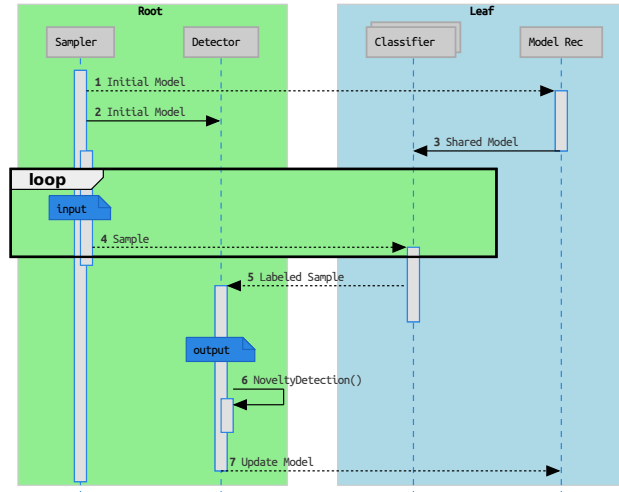 Root
Leaf
Sampler
Detector
Classifier
Model Rec
1 Initial Model
2 Initial Model
3 Shared Model
loop
input
4 Sample
5 Labeled Sample
output
6 NoveltyDetection()
7 Update Model